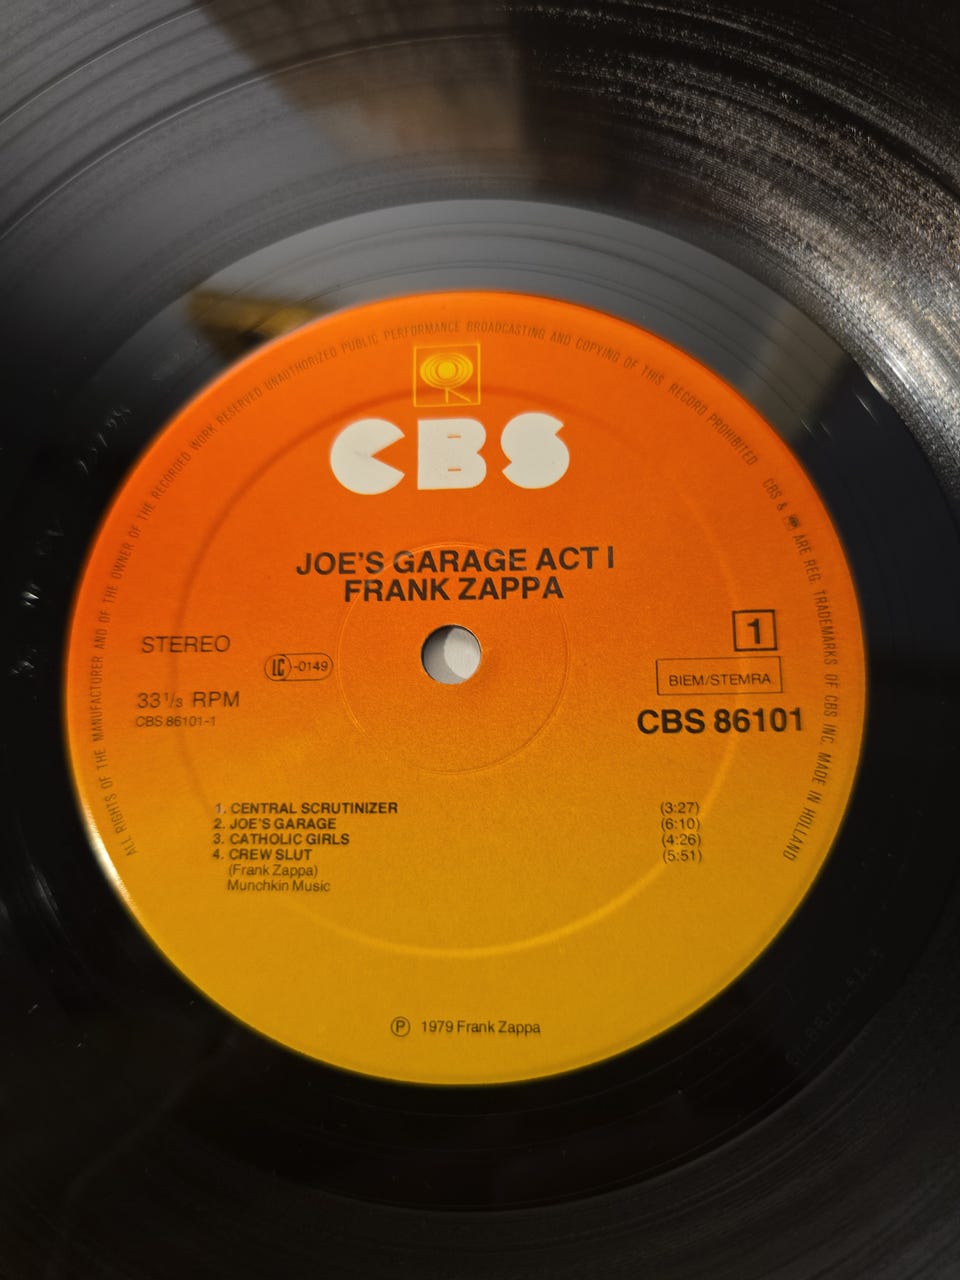 ALL RIGHTS OF THE MANUFACTURER AND OF THE OWNER OF THE RECORDED WORK RESERVED UNAUTHORIZED PUBLIC PERFORMANCE BROADCASTING AND COPYING OF THIS RECORD PROHIBITED
CBS & ARE REG. TRADEMARKS OF CBS INC. MADE IN HOLLAND
CBS
JOE'S GARAGE ACT I
FRANK ZAPPA
STEREO
LC-0149
33 1/3 RPM
CBS 86101-1
1
BIEM/STEMRA
CBS 86101
1. CENTRAL SCRUTINIZER (3:27)
2. JOE'S GARAGE (6:10)
3. CATHOLIC GIRLS (4:26)
4. CREW SLUT (5:51)
(Frank Zappa)
Munchkin Music
Ⓟ 1979 Frank Zappa